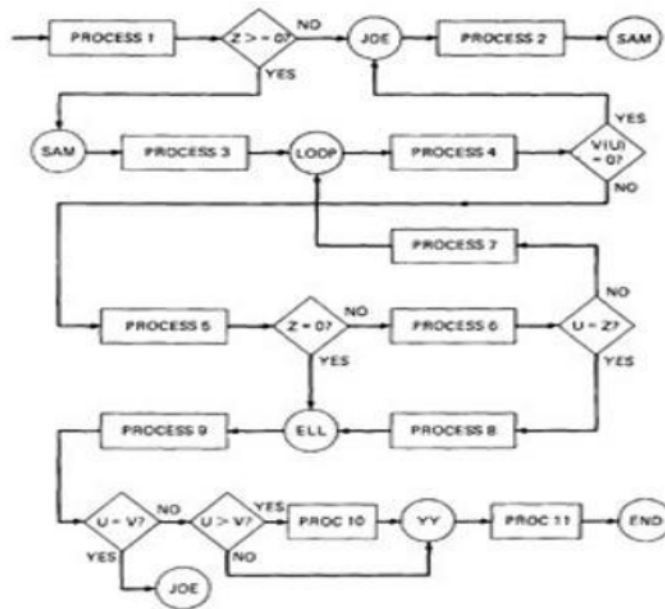 PROCESS 1 Z >= 0? NO JOE PROCESS 2 SAM
YES
SAM PROCESS 3 LOOP PROCESS 4 V(U) = 0? YES
NO
PROCESS 7
NO
PROCESS 5 Z = 0? NO PROCESS 6 U = Z?
YES YES
PROCESS 9 ELL PROCESS 8
U = V? NO U > V? YES PROC 10 YY PROC 11 END
YES NO
JOE